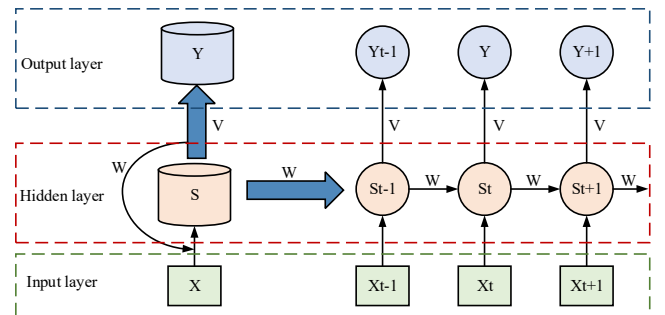 Output layer
Y
Yt-1
Y
Y+1
V
V
V
V
W
W
W
W
W
Hidden layer
S
St-1
St
St+1
Input layer
X
Xt-1
Xt
Xt+1